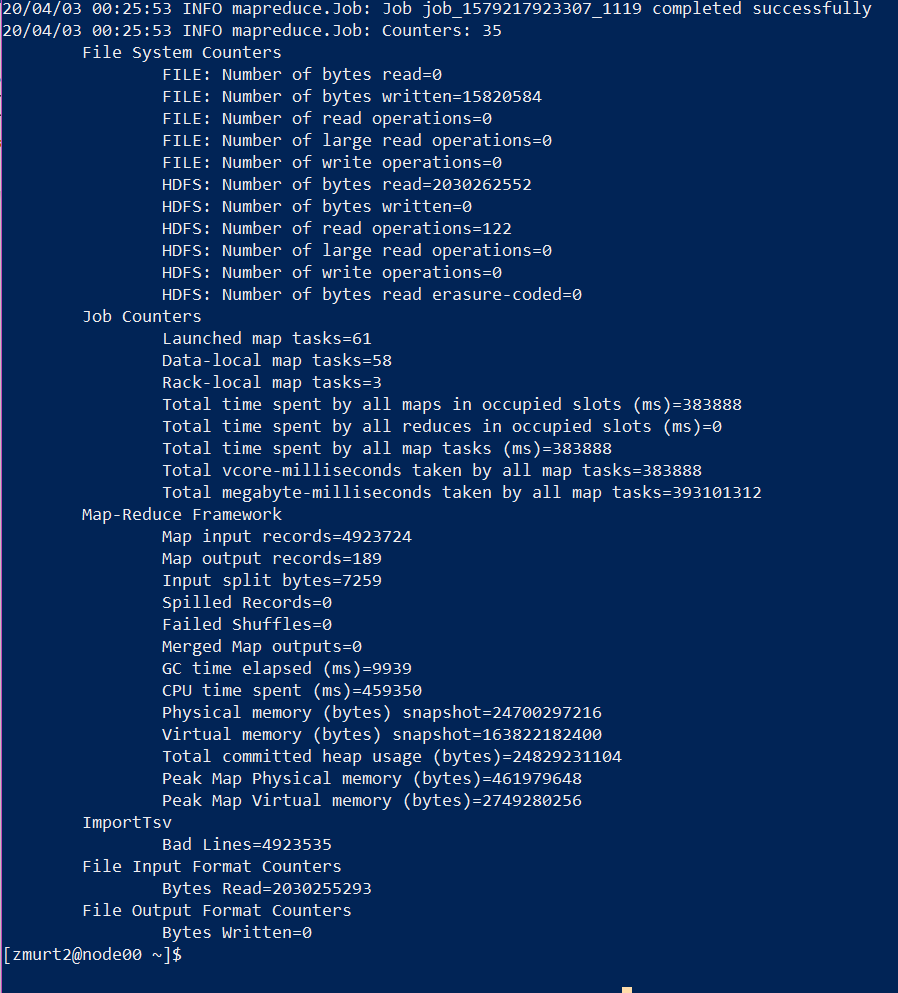 20/04/03 00:25:53 INFO mapreduce.Job: Job job_1579217923307_1119 completed successfully
20/04/03 00:25:53 INFO mapreduce.Job: Counters: 35
File System Counters
FILE: Number of bytes read=0
FILE: Number of bytes written=15820584
FILE: Number of read operations=0
FILE: Number of large read operations=0
FILE: Number of write operations=0
HDFS: Number of bytes read=2030262552
HDFS: Number of bytes written=0
HDFS: Number of read operations=122
HDFS: Number of large read operations=0
HDFS: Number of write operations=0
HDFS: Number of bytes read erasure-coded=0
Job Counters
Launched map tasks=61
Data-local map tasks=58
Rack-local map tasks=3
Total time spent by all maps in occupied slots (ms)=383888
Total time spent by all reduces in occupied slots (ms)=0
Total time spent by all map tasks (ms)=383888
Total vcore-milliseconds taken by all map tasks=383888
Total megabyte-milliseconds taken by all map tasks=393101312
Map-Reduce Framework
Map input records=4923724
Map output records=189
Input split bytes=7259
Spilled Records=0
Failed Shuffles=0
Merged Map outputs=0
GC time elapsed (ms)=9939
CPU time spent (ms)=459350
Physical memory (bytes) snapshot=24700297216
Virtual memory (bytes) snapshot=163822182400
Total committed heap usage (bytes)=24829231104
Peak Map Physical memory (bytes)=461979648
Peak Map Virtual memory (bytes)=2749280256
ImportTsv
Bad Lines=4923535
File Input Format Counters
Bytes Read=2030255293
File Output Format Counters
Bytes Written=0
[zmurt2@node00 ~]$